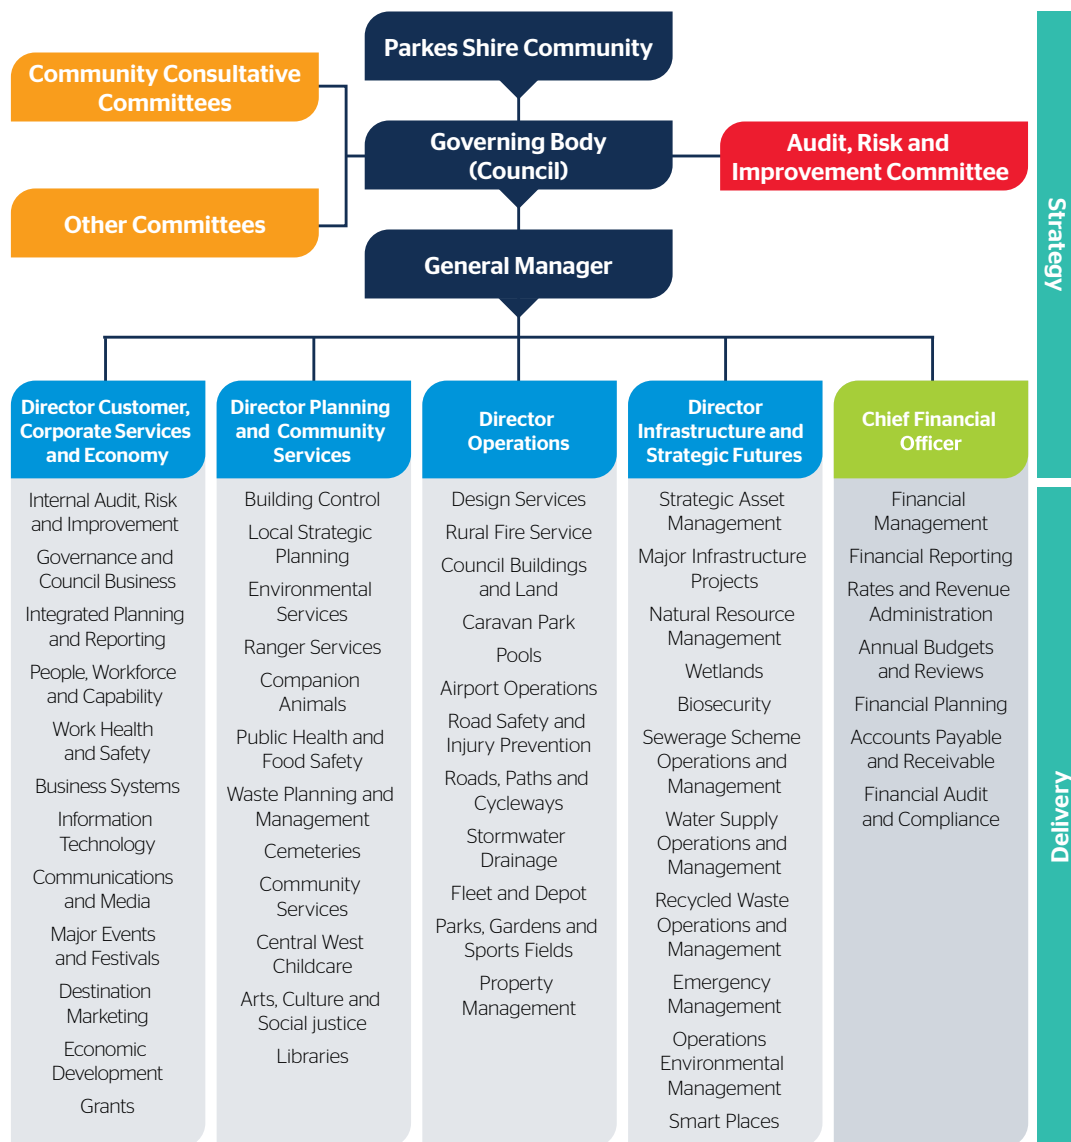 Parkes Shire Community
Community Consultative
Committees
Governing Body
(Council)
Audit, Risk and
Improvement Committee
Other Committees
General Manager
Strategy
Director Customer,
Corporate Services
and Economy
Internal Audit, Risk
and Improvement
Governance and
Council Business
Integrated Planning
and Reporting
People, Workforce
and Capability
Work Health
and Safety
Business Systems
Information
Technology
Communications
and Media
Major Events
and Festivals
Destination
Marketing
Economic
Development
Grants
Director Planning
and Community
Services
Building Control
Local Strategic
Planning
Environmental
Services
Ranger Services
Companion
Animals
Public Health and
Food Safety
Waste Planning and
Management
Cemeteries
Community
Services
Central West
Childcare
Arts, Culture and
Social justice
Libraries
Director
Operations
Design Services
Rural Fire Service
Council Buildings
and Land
Caravan Park
Pools
Airport Operations
Road Safety and
Injury Prevention
Roads, Paths and
Cycleways
Stormwater
Drainage
Fleet and Depot
Parks, Gardens and
Sports Fields
Property
Management
Director
Infrastructure and
Strategic Futures
Strategic Asset
Management
Major Infrastructure
Projects
Natural Resource
Management
Wetlands
Biosecurity
Sewerage Scheme
Operations and
Management
Water Supply
Operations and
Management
Recycled Waste
Operations and
Management
Emergency
Management
Operations
Environmental
Management
Smart Places
Chief Financial
Officer
Financial
Management
Financial Reporting
Rates and Revenue
Administration
Annual Budgets
and Reviews
Financial Planning
Accounts Payable
and Receivable
Financial Audit
and Compliance
Delivery